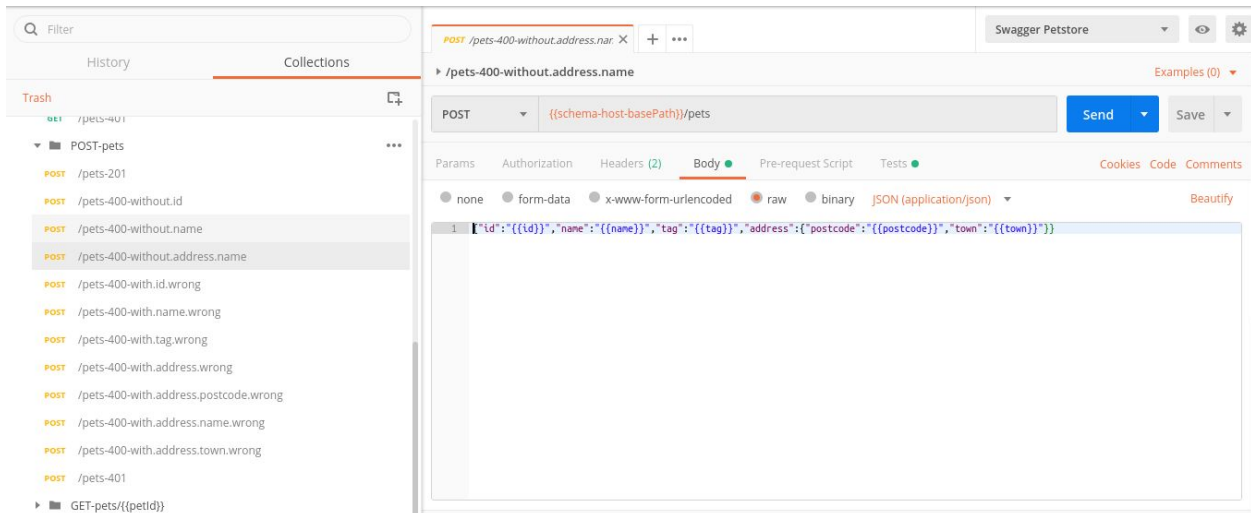 Filter
History Collections
Trash
GET /pets-401
POST-pets
POST /pets-201
POST /pets-400-without.id
POST /pets-400-without.name
POST /pets-400-without.address.name
POST /pets-400-with.id.wrong
POST /pets-400-with.name.wrong
POST /pets-400-with.tag.wrong
POST /pets-400-with.address.wrong
POST /pets-400-with.address.postcode.wrong
POST /pets-400-with.address.name.wrong
POST /pets-400-with.address.town.wrong
POST /pets-401
GET-pets/{{petId}}
POST /pets-400-without.address.nar
Swagger Petstore
/pets-400-without.address.name Examples (0)
POST {{schema-host-basePath}}/pets Send Save
Params Authorization Headers (2) Body Pre-request Script Tests Cookies Code Comments
none form-data x-www-form-urlencoded raw binary JSON (application/json) Beautify
1 {"id":"{{id}}","name":"{{name}}","tag":"{{tag}}","address":{"postcode":"{{postcode}}","town":"{{town}}"}}